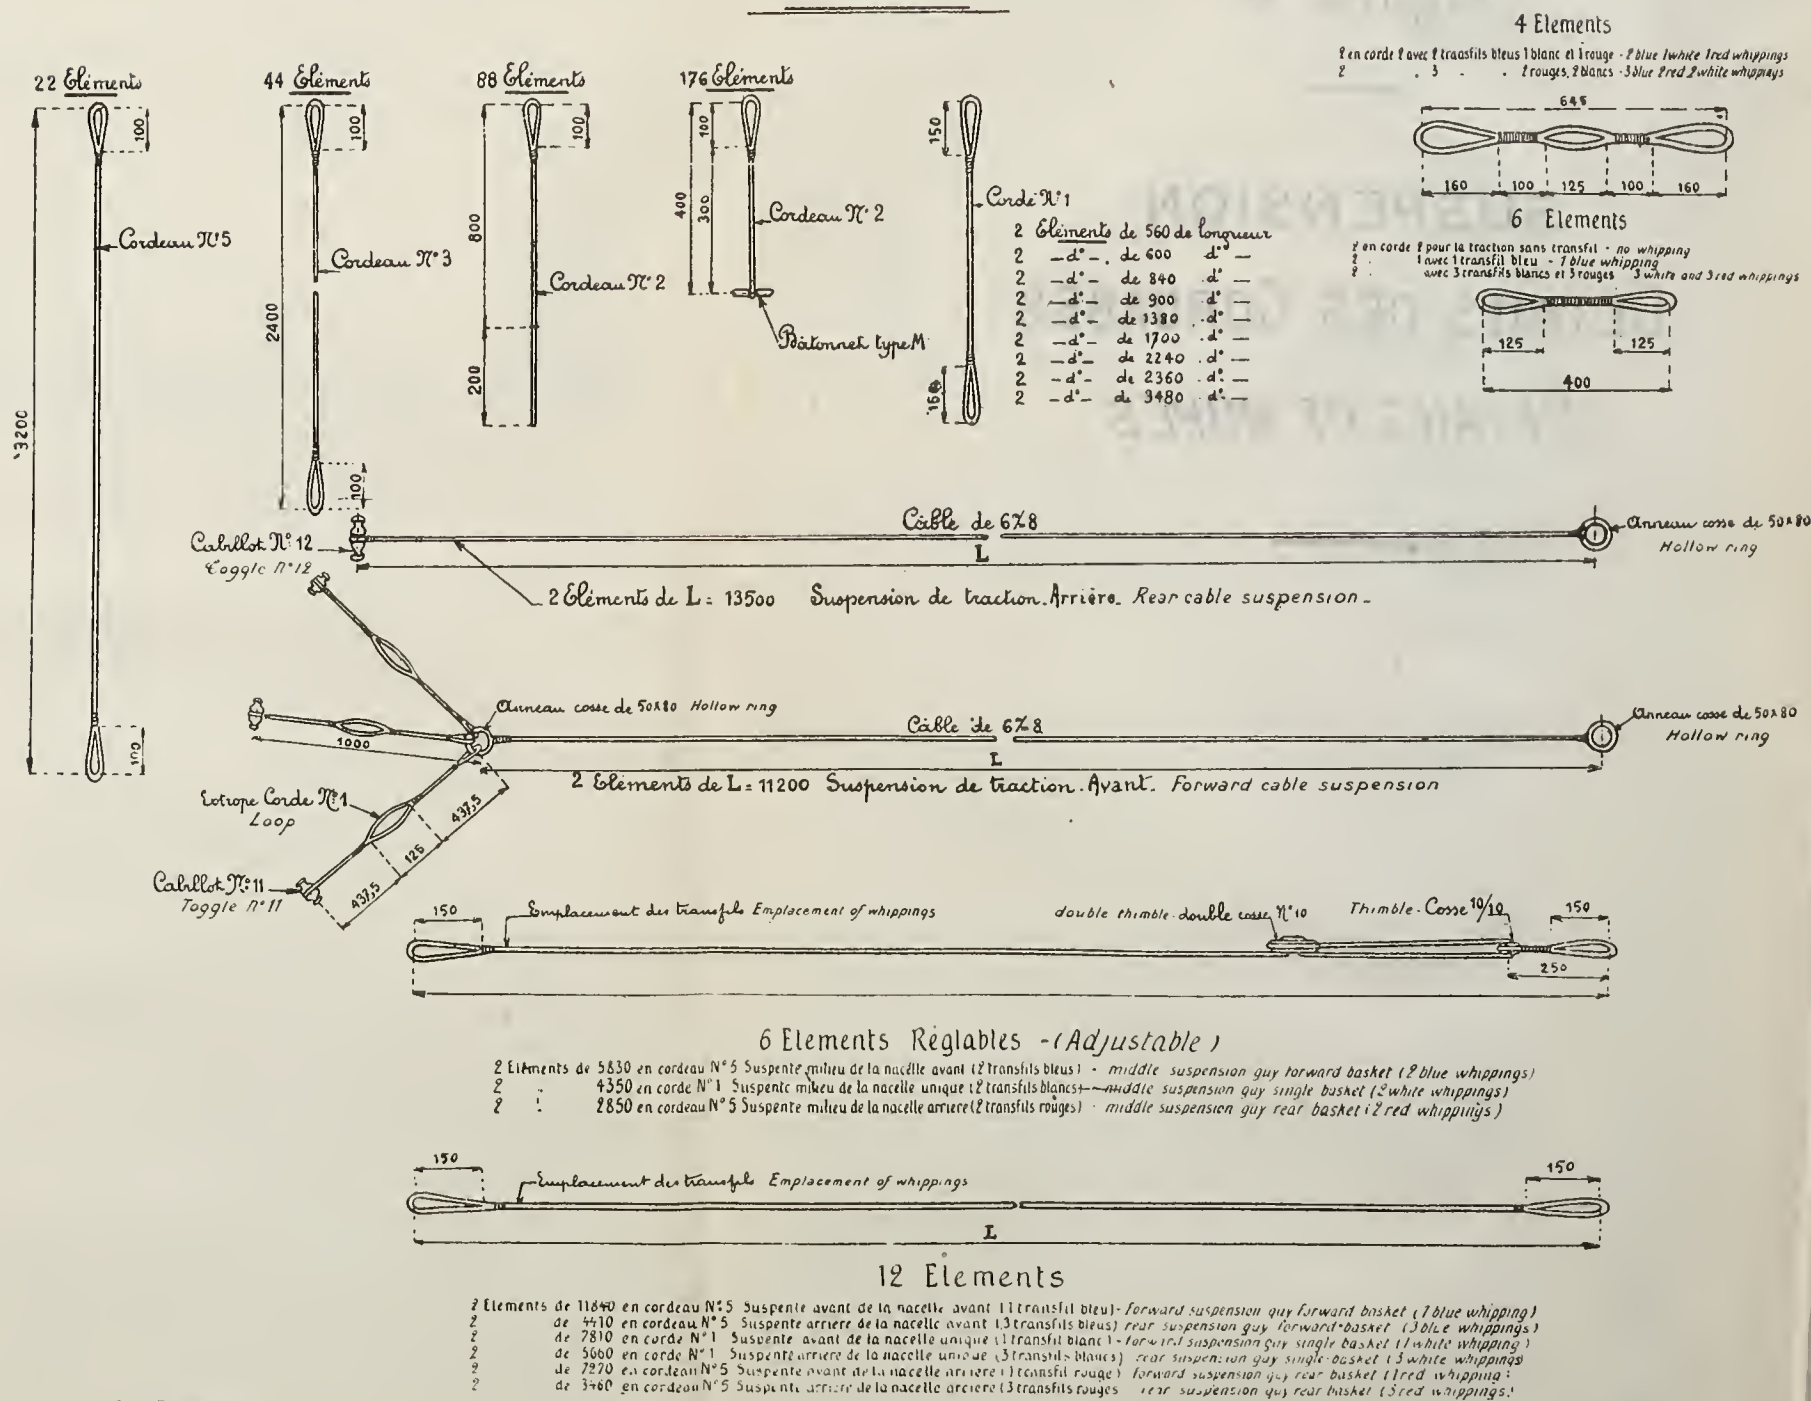 22 Eléments
3200
100
Cordeau N°5
100
44 Eléments
2400
100
Cordeau N°3
100
88 Eléments
800
200
100
Cordeau N°2
176 Eléments
400
100
300
Cordeau N°2
Bâtonnet type M
150
Corde N°1
2 Eléments de 560 de longueur
2 -d°- de 600 d° -
2 -d°- de 840 d° -
2 -d°- de 900 d° -
2 -d°- de 1380 d° -
2 -d°- de 1700 d° -
2 -d°- de 2240 d° -
2 -d°- de 2360 d° -
2 -d°- de 3480 d° -
4 Elements
2 en corde 2 avec 2 transfils bleus 1 blanc et 1 rouge - 2 blue 1 white 1 red whippings
2 . 3 - . 2 rouges, 2 blancs - 3 blue 2 red 2 white whippings
645
160 100 125 100 160
6 Elements
2 en corde 2 pour la traction sans transfil - no whipping
2 . 1 avec 1 transfil bleu - 1 blue whipping
2 . avec 3 transfils blancs et 3 rouges 3 white and 3 red whippings
125 125
400
Cabillot N°12
Toggle N°12
Câble de 6%8
Anneau cosse de 50x80
Hollow ring
L
2 Eléments de L = 13500 Suspension de traction. Arrière. Rear cable suspension -
Anneau cosse de 50x80 Hollow ring
1000
Câble de 6%8
Anneau cosse de 50x80
Hollow ring
L
2 Eléments de L = 11200 Suspension de traction. Avant. Forward cable suspension
Estrope Corde N°1
Loop
437,5
125
437,5
Cabillot N°11
Toggle N°11
150
Emplacement des transfils Emplacement of whippings
double thimble - double cosse N°10
Thimble - Cosse 10/10
150
250
6 Elements Réglables - (Adjustable)
2 Eléments de 5830 en cordeau N°5 Suspente milieu de la nacelle avant (2 transfils bleus) - middle suspension guy forward basket (2 blue whippings)
2 " 4350 en corde N°1 Suspente milieu de la nacelle unique (2 transfils blancs) - middle suspension guy single basket (2 white whippings)
2 " 2850 en cordeau N°5 Suspente milieu de la nacelle arriere (2 transfils rouges) - middle suspension guy rear basket (2 red whippings)
150
Emplacement des transfils Emplacement of whippings
150
L
12 Elements
2 Elements de 11840 en cordeau N°5 Suspente avant de la nacelle avant (1 transfil bleu) - forward suspension guy forward basket (1 blue whipping)
2 de 4410 en cordeau N°5 Suspente arriere de la nacelle avant (3 transfils bleus) rear suspension guy forward basket (3 blue whippings)
2 de 7810 en corde N°1 Suspente avant de la nacelle unique (1 transfil blanc) - forward suspension guy single basket (1 white whipping)
2 de 5660 en corde N°1 Suspente arriere de la nacelle unique (3 transfils blancs) rear suspension guy single basket (3 white whippings)
2 de 7270 en cordeau N°5 Suspente avant de la nacelle arriere (1 transfil rouge) forward suspension guy rear basket (1 red whipping)
2 de 3460 en cordeau N°5 Suspente arriere de la nacelle arriere (3 transfils rouges rear suspension guy rear basket (3 red whippings)